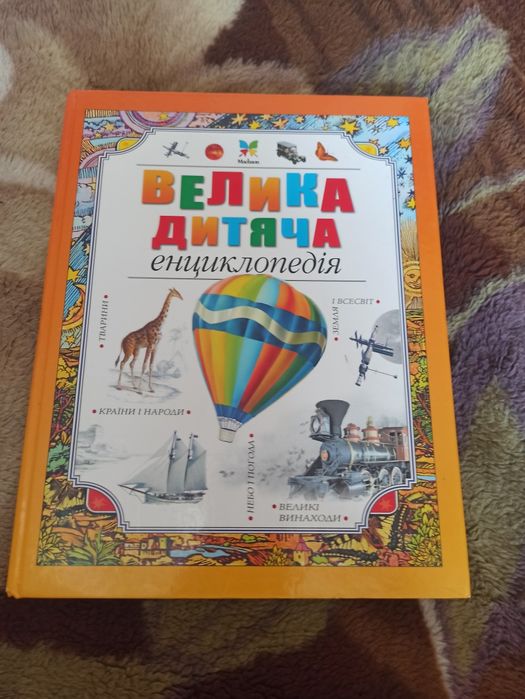 Махаон
ВЕЛИКА
ДИТЯЧА
енциклопедія
ТВАРИНИ
ЗЕМЛЯ
І ВСЕСВІТ
КРАЇНИ І НАРОДИ
НЕБО І ПОГОДА
ВЕЛИКІ
ВИНАХОДИ